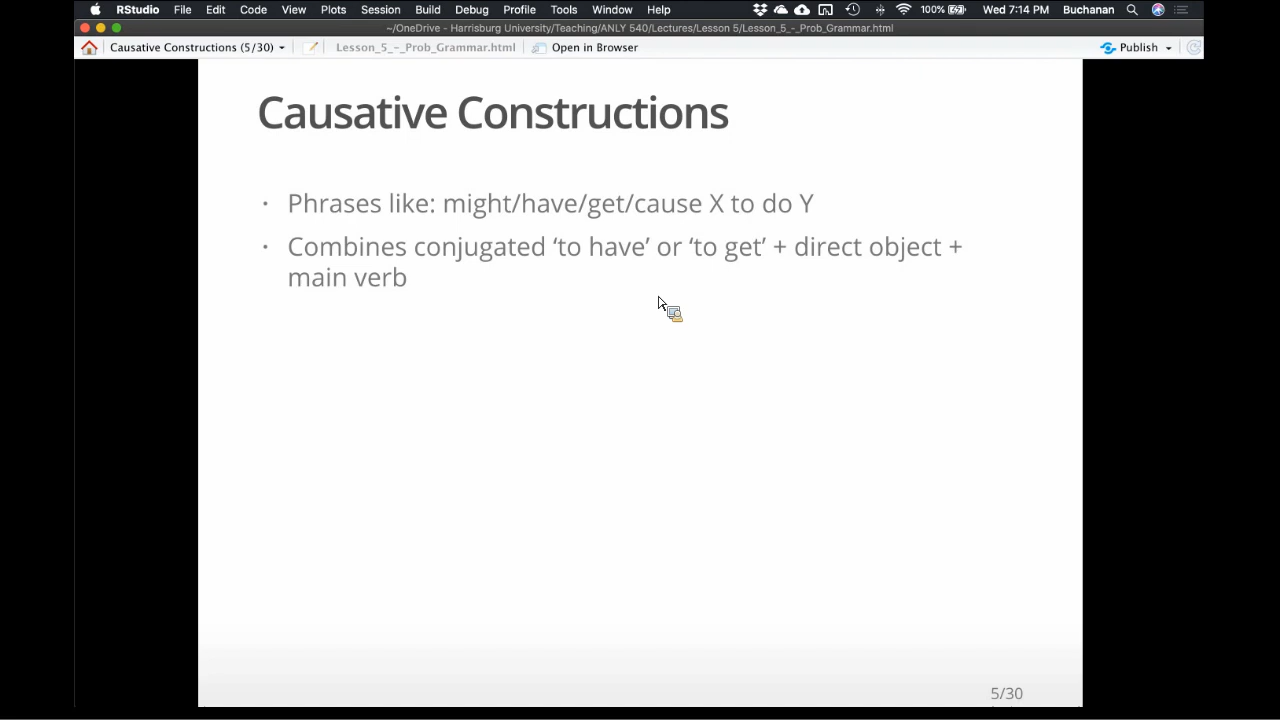 RStudio File Edit Code View Plots Session Build Debug Profile Tools Window Help 100% Wed 7:14 PM Buchanan
~/OneDrive - Harrisburg University/Teaching/ANLY 540/Lectures/Lesson 5/Lesson_5_-_Prob_Grammar.html
Causative Constructions (5/30) Lesson_5_-_Prob_Grammar.html Open in Browser Publish
Causative Constructions
• Phrases like: might/have/get/cause X to do Y
• Combines conjugated ‘to have’ or ‘to get’ + direct object +
main verb
5/30